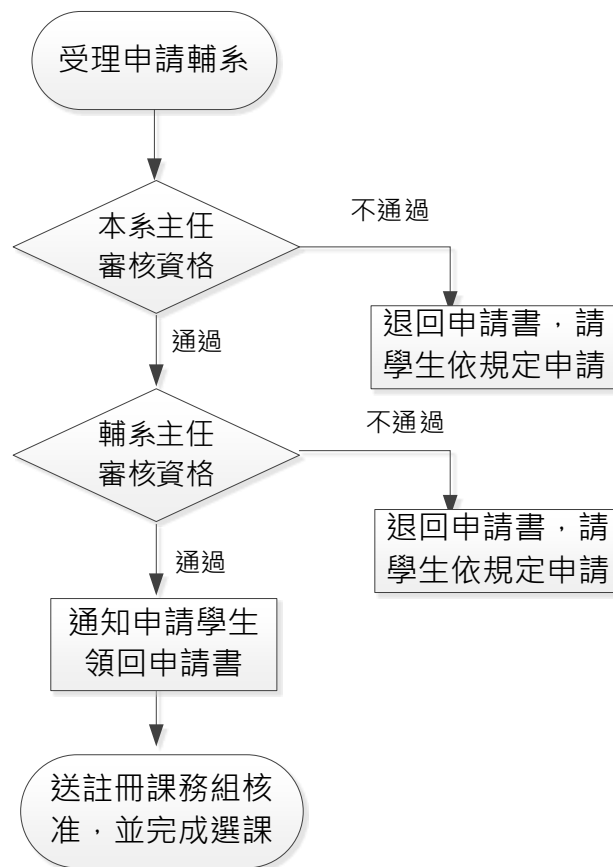 受理申請輔系
本系主任
審核資格
不通過
退回申請書，請
學生依規定申請
通過
輔系主任
審核資格
不通過
退回申請書，請
學生依規定申請
通過
通知申請學生
領回申請書
送註冊課務組核
准，並完成選課